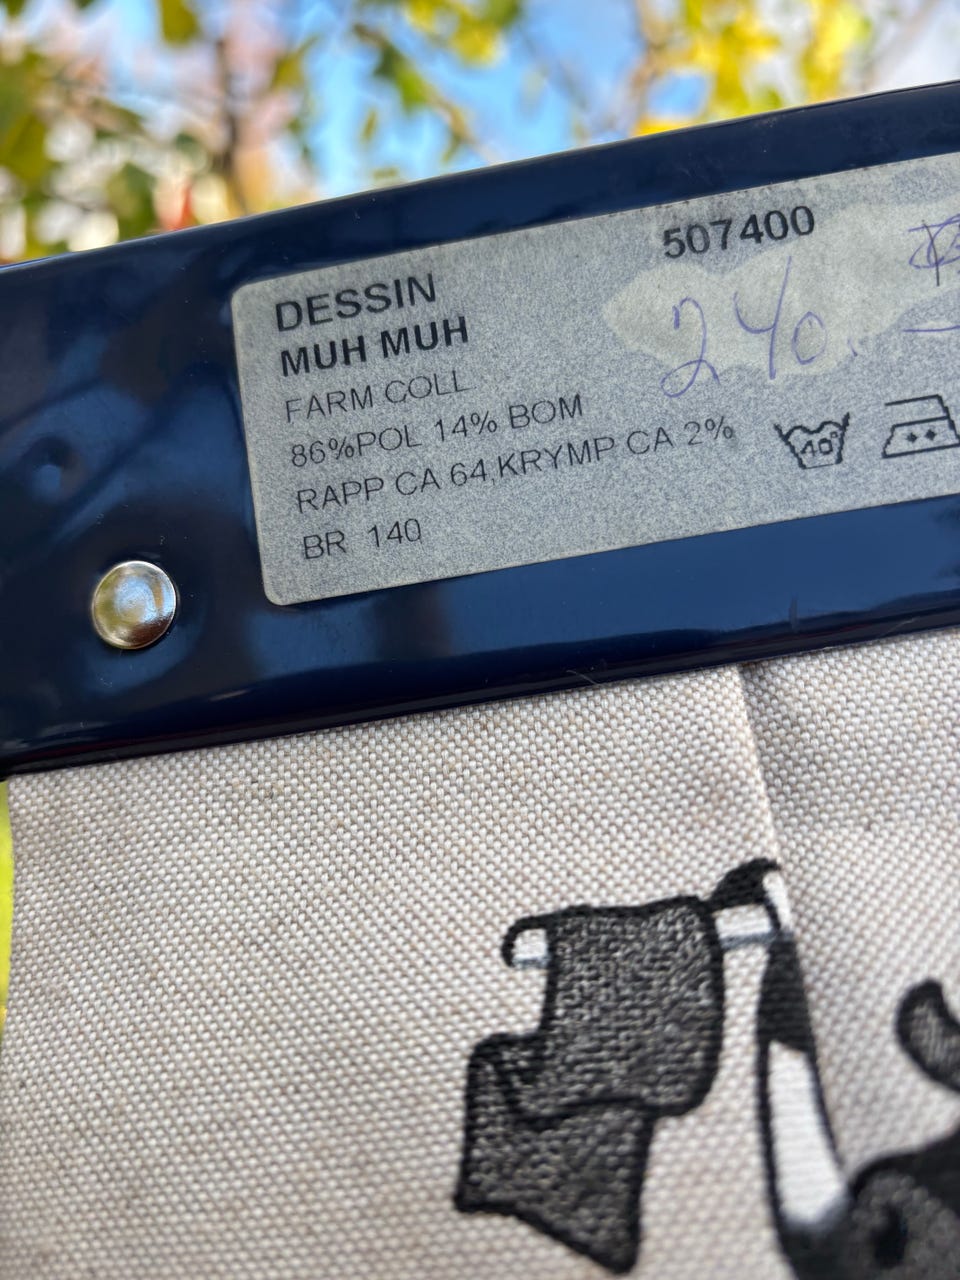 507400
DESSIN
MUH MUH
240.
FARM COLL
86%POL 14% BOM
RAPP CA 64,KRYMP CA 2%
40°
BR 140